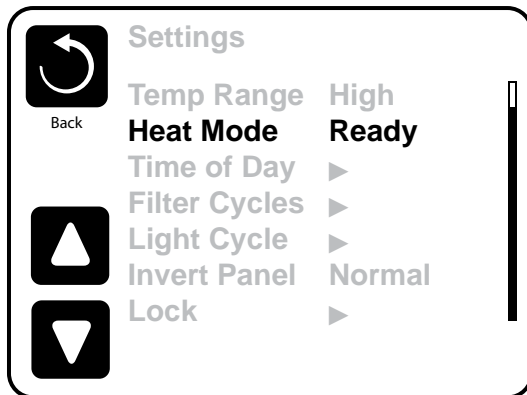 Settings
Temp Range High
Back
Heat Mode Ready
Time of Day
Filter Cycles
Light Cycle
Invert Panel Normal
Lock